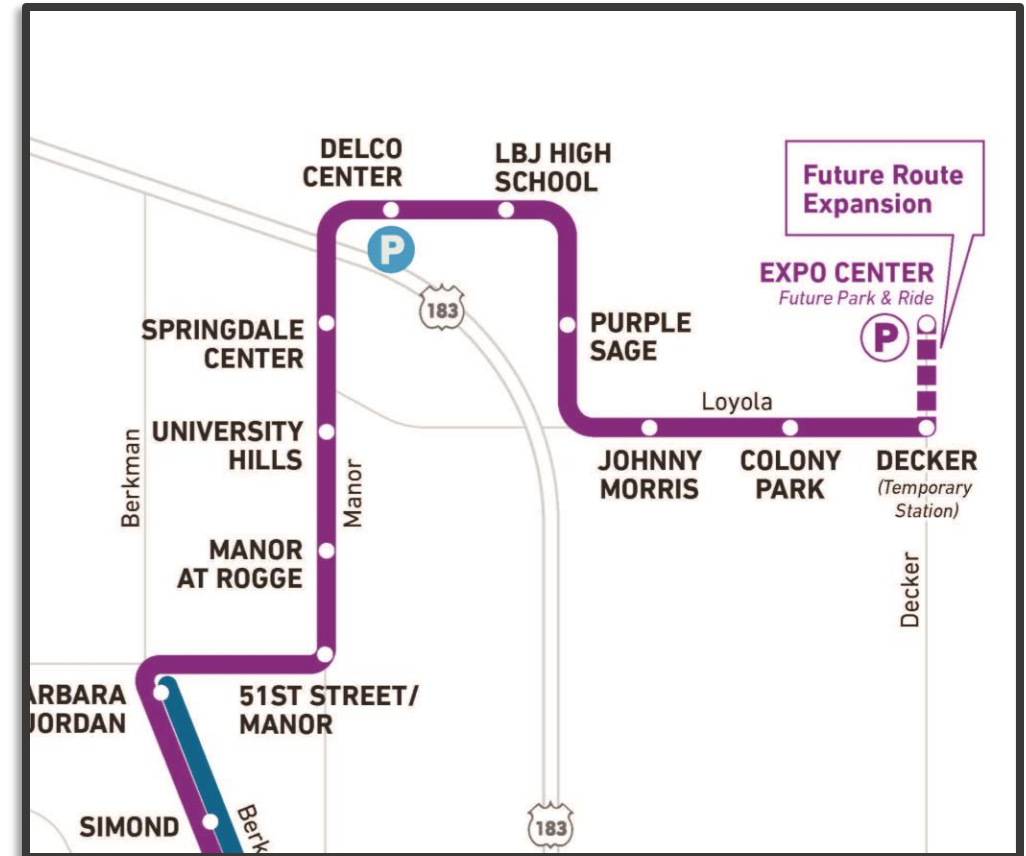 DELCO
CENTER
LBJ HIGH
SCHOOL
Future Route
Expansion
EXPO CENTER
Future Park & Ride
P
P
183
SPRINGDALE
CENTER
PURPLE
SAGE
Loyola
UNIVERSITY
HILLS
Berkman
Manor
JOHNNY
MORRIS
COLONY
PARK
DECKER
(Temporary
Station)
MANOR
AT ROGGE
Decker
ARBARA
JORDAN
51ST STREET/
MANOR
SIMOND
Berk
183